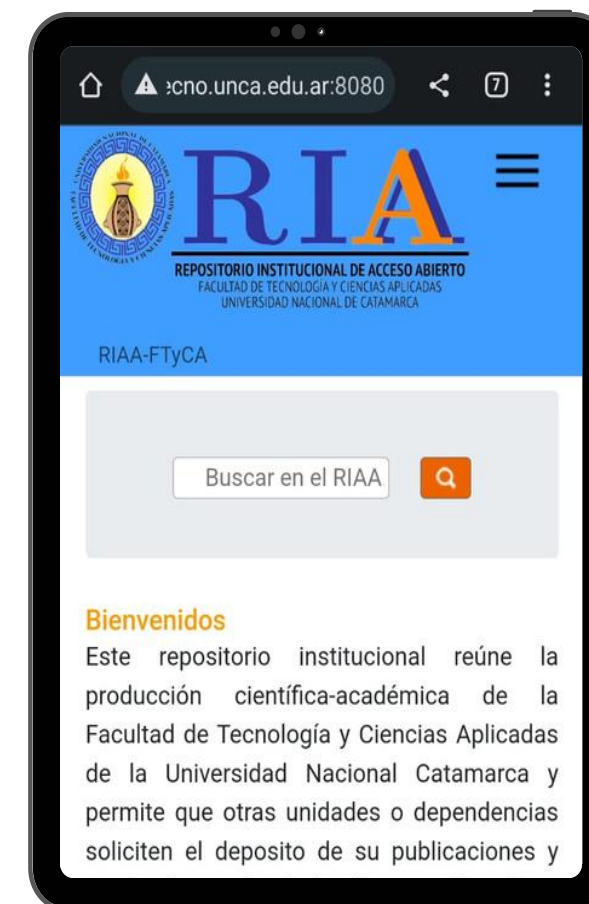 ecno.unca.edu.ar:8080
7
RIAA
REPOSITORIO INSTITUCIONAL DE ACCESO ABIERTO
FACULTAD DE TECNOLOGÍA Y CIENCIAS APLICADAS
UNIVERSIDAD NACIONAL DE CATAMARCA
RIAA-FTyCA
Buscar en el RIAA
Bienvenidos
Este repositorio institucional reúne la
producción científica-académica de la
Facultad de Tecnología y Ciencias Aplicadas
de la Universidad Nacional Catamarca y
permite que otras unidades o dependencias
soliciten el deposito de su publicaciones y